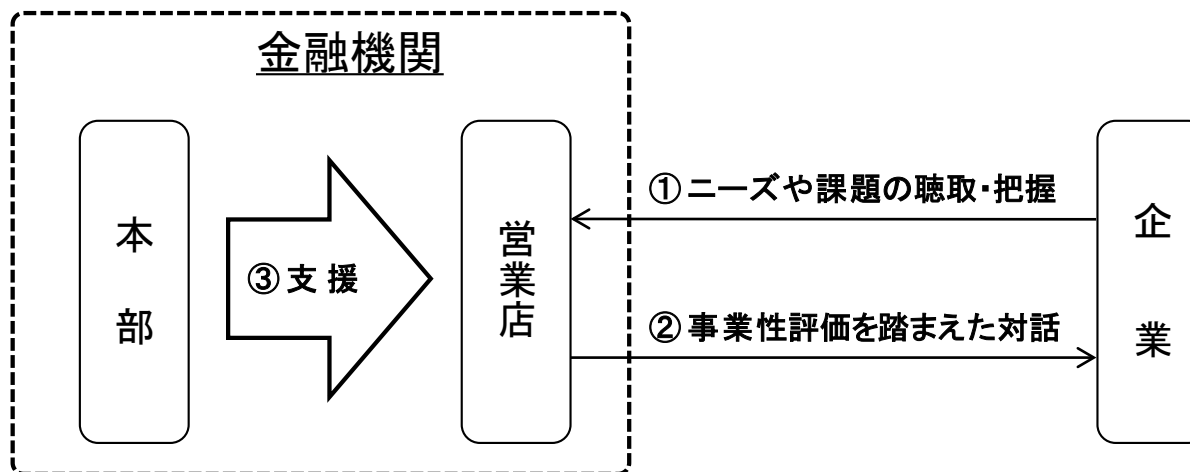 金融機関
本部
③支援
営業店
①ニーズや課題の聴取・把握
②事業性評価を踏まえた対話
企業